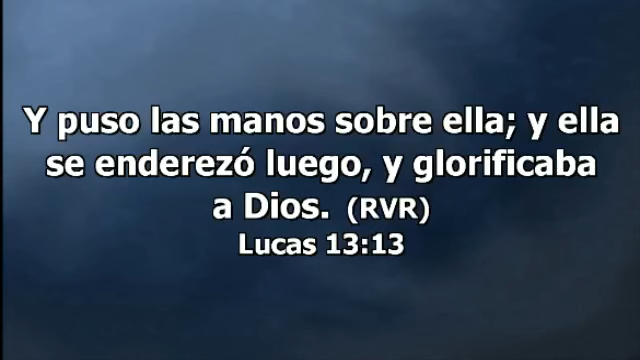 Y puso las manos sobre ella; y ella
se enderezó luego, y glorificaba
a Dios. (RVR)
Lucas 13:13